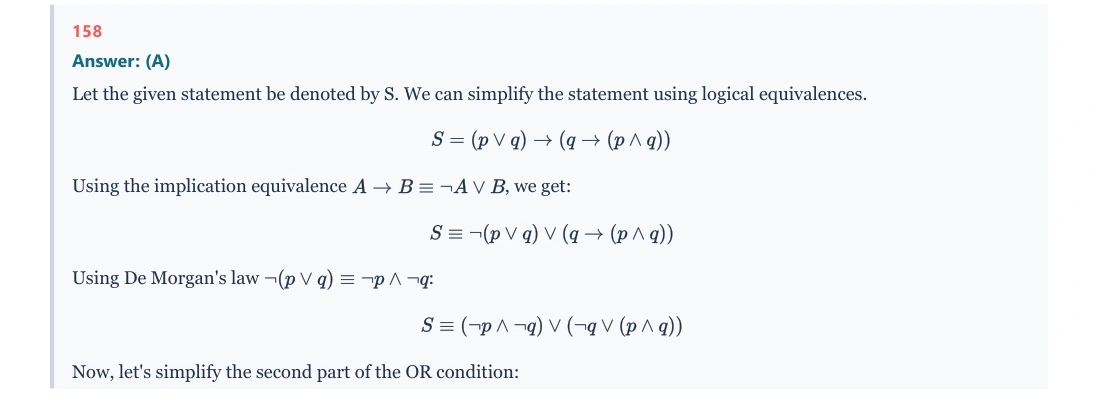 158
Answer: (A)
Let the given statement be denoted by S. We can simplify the statement using logical equivalences.
S = (p ∨ q) → (q → (p ∧ q))
Using the implication equivalence A → B ≡ ¬A ∨ B, we get:
S ≡ ¬(p ∨ q) ∨ (q → (p ∧ q))
Using De Morgan's law ¬(p ∨ q) ≡ ¬p ∧ ¬q:
S ≡ (¬p ∧ ¬q) ∨ (¬q ∨ (p ∧ q))
Now, let's simplify the second part of the OR condition: